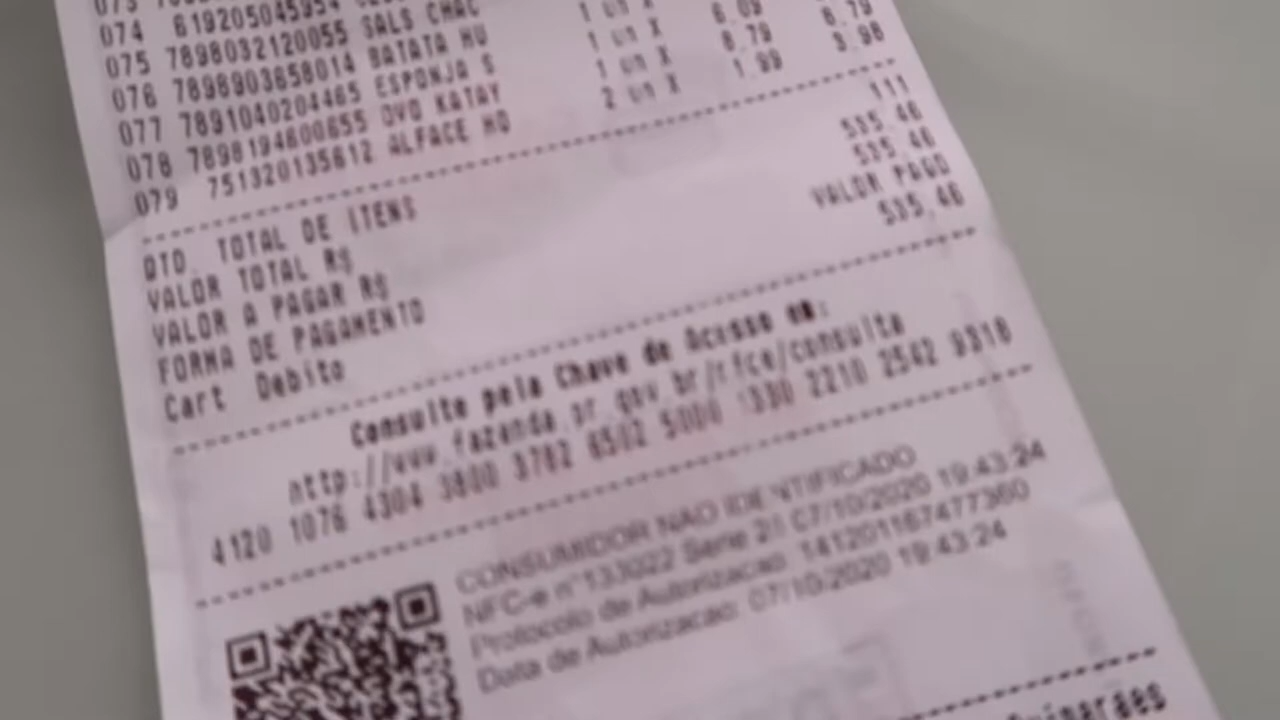 074 619205045954
075 7898032120055 SALS CHAC 1 un X 6.09 6.79
076 7898903658014 BATATA HU 1 un X 8.79 3.98
077 7891040204465 ESPONJA S 1 un X 1.99
078 7898194600655 OVO KATAY 2 un X
079 751320135612 ALFACE HO
QTD. TOTAL DE ITENS 111
VALOR TOTAL R$ 535,46
VALOR A PAGAR R$ 535,46
FORMA DE PAGAMENTO VALOR PAGO
Cart Debito 535,46
Consulte pela Chave de Acesso em:
http://www.fazenda.pr.gov.br/nfce/consulta
4120 1076 4304 3800 3782 6502 5000 1330 2210 2542 9318
CONSUMIDOR NAO IDENTIFICADO
NFC-e n°133022 Serie 21 07/10/2020 19:43:24
Protocolo de Autorizacao: 141201167477360
Data de Autorizacao: 07/10/2020 19:43:24
Guimaraes